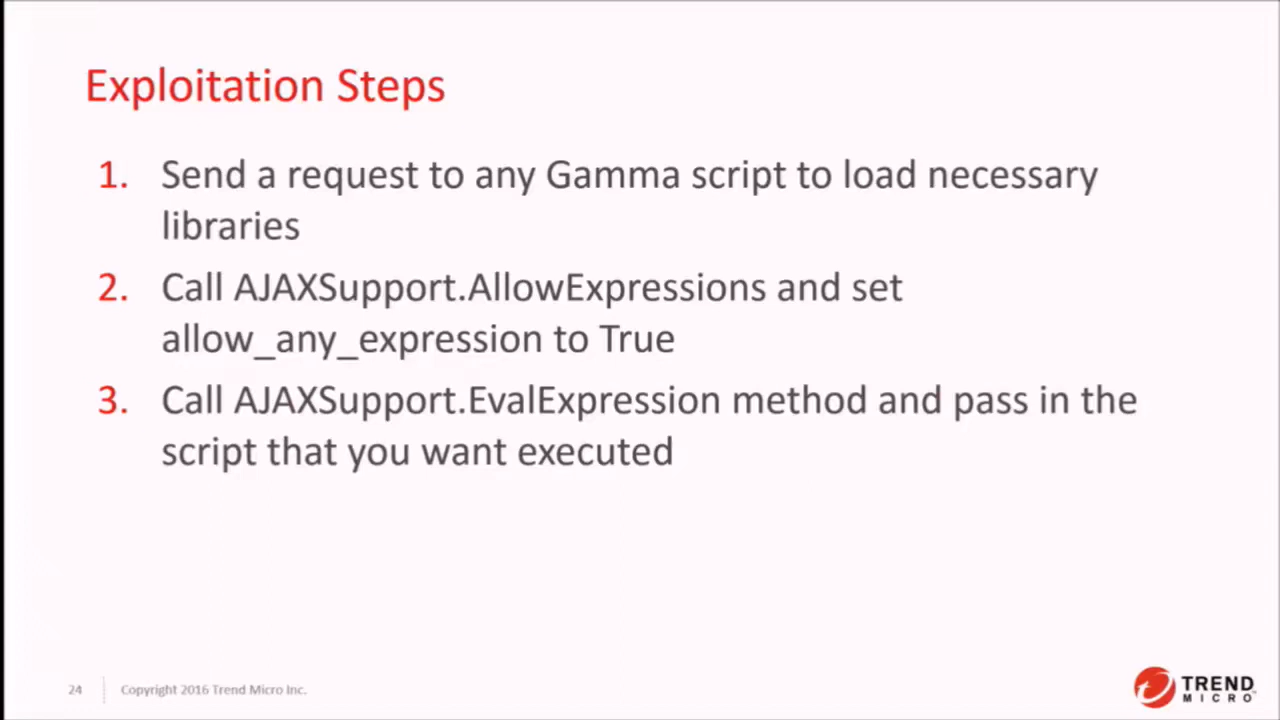 Exploitation Steps
1. Send a request to any Gamma script to load necessary
libraries
2. Call AJAXSupport.AllowExpressions and set
allow_any_expression to True
3. Call AJAXSupport.EvalExpression method and pass in the
script that you want executed
24 Copyright 2016 Trend Micro Inc.
TREND
MICRO